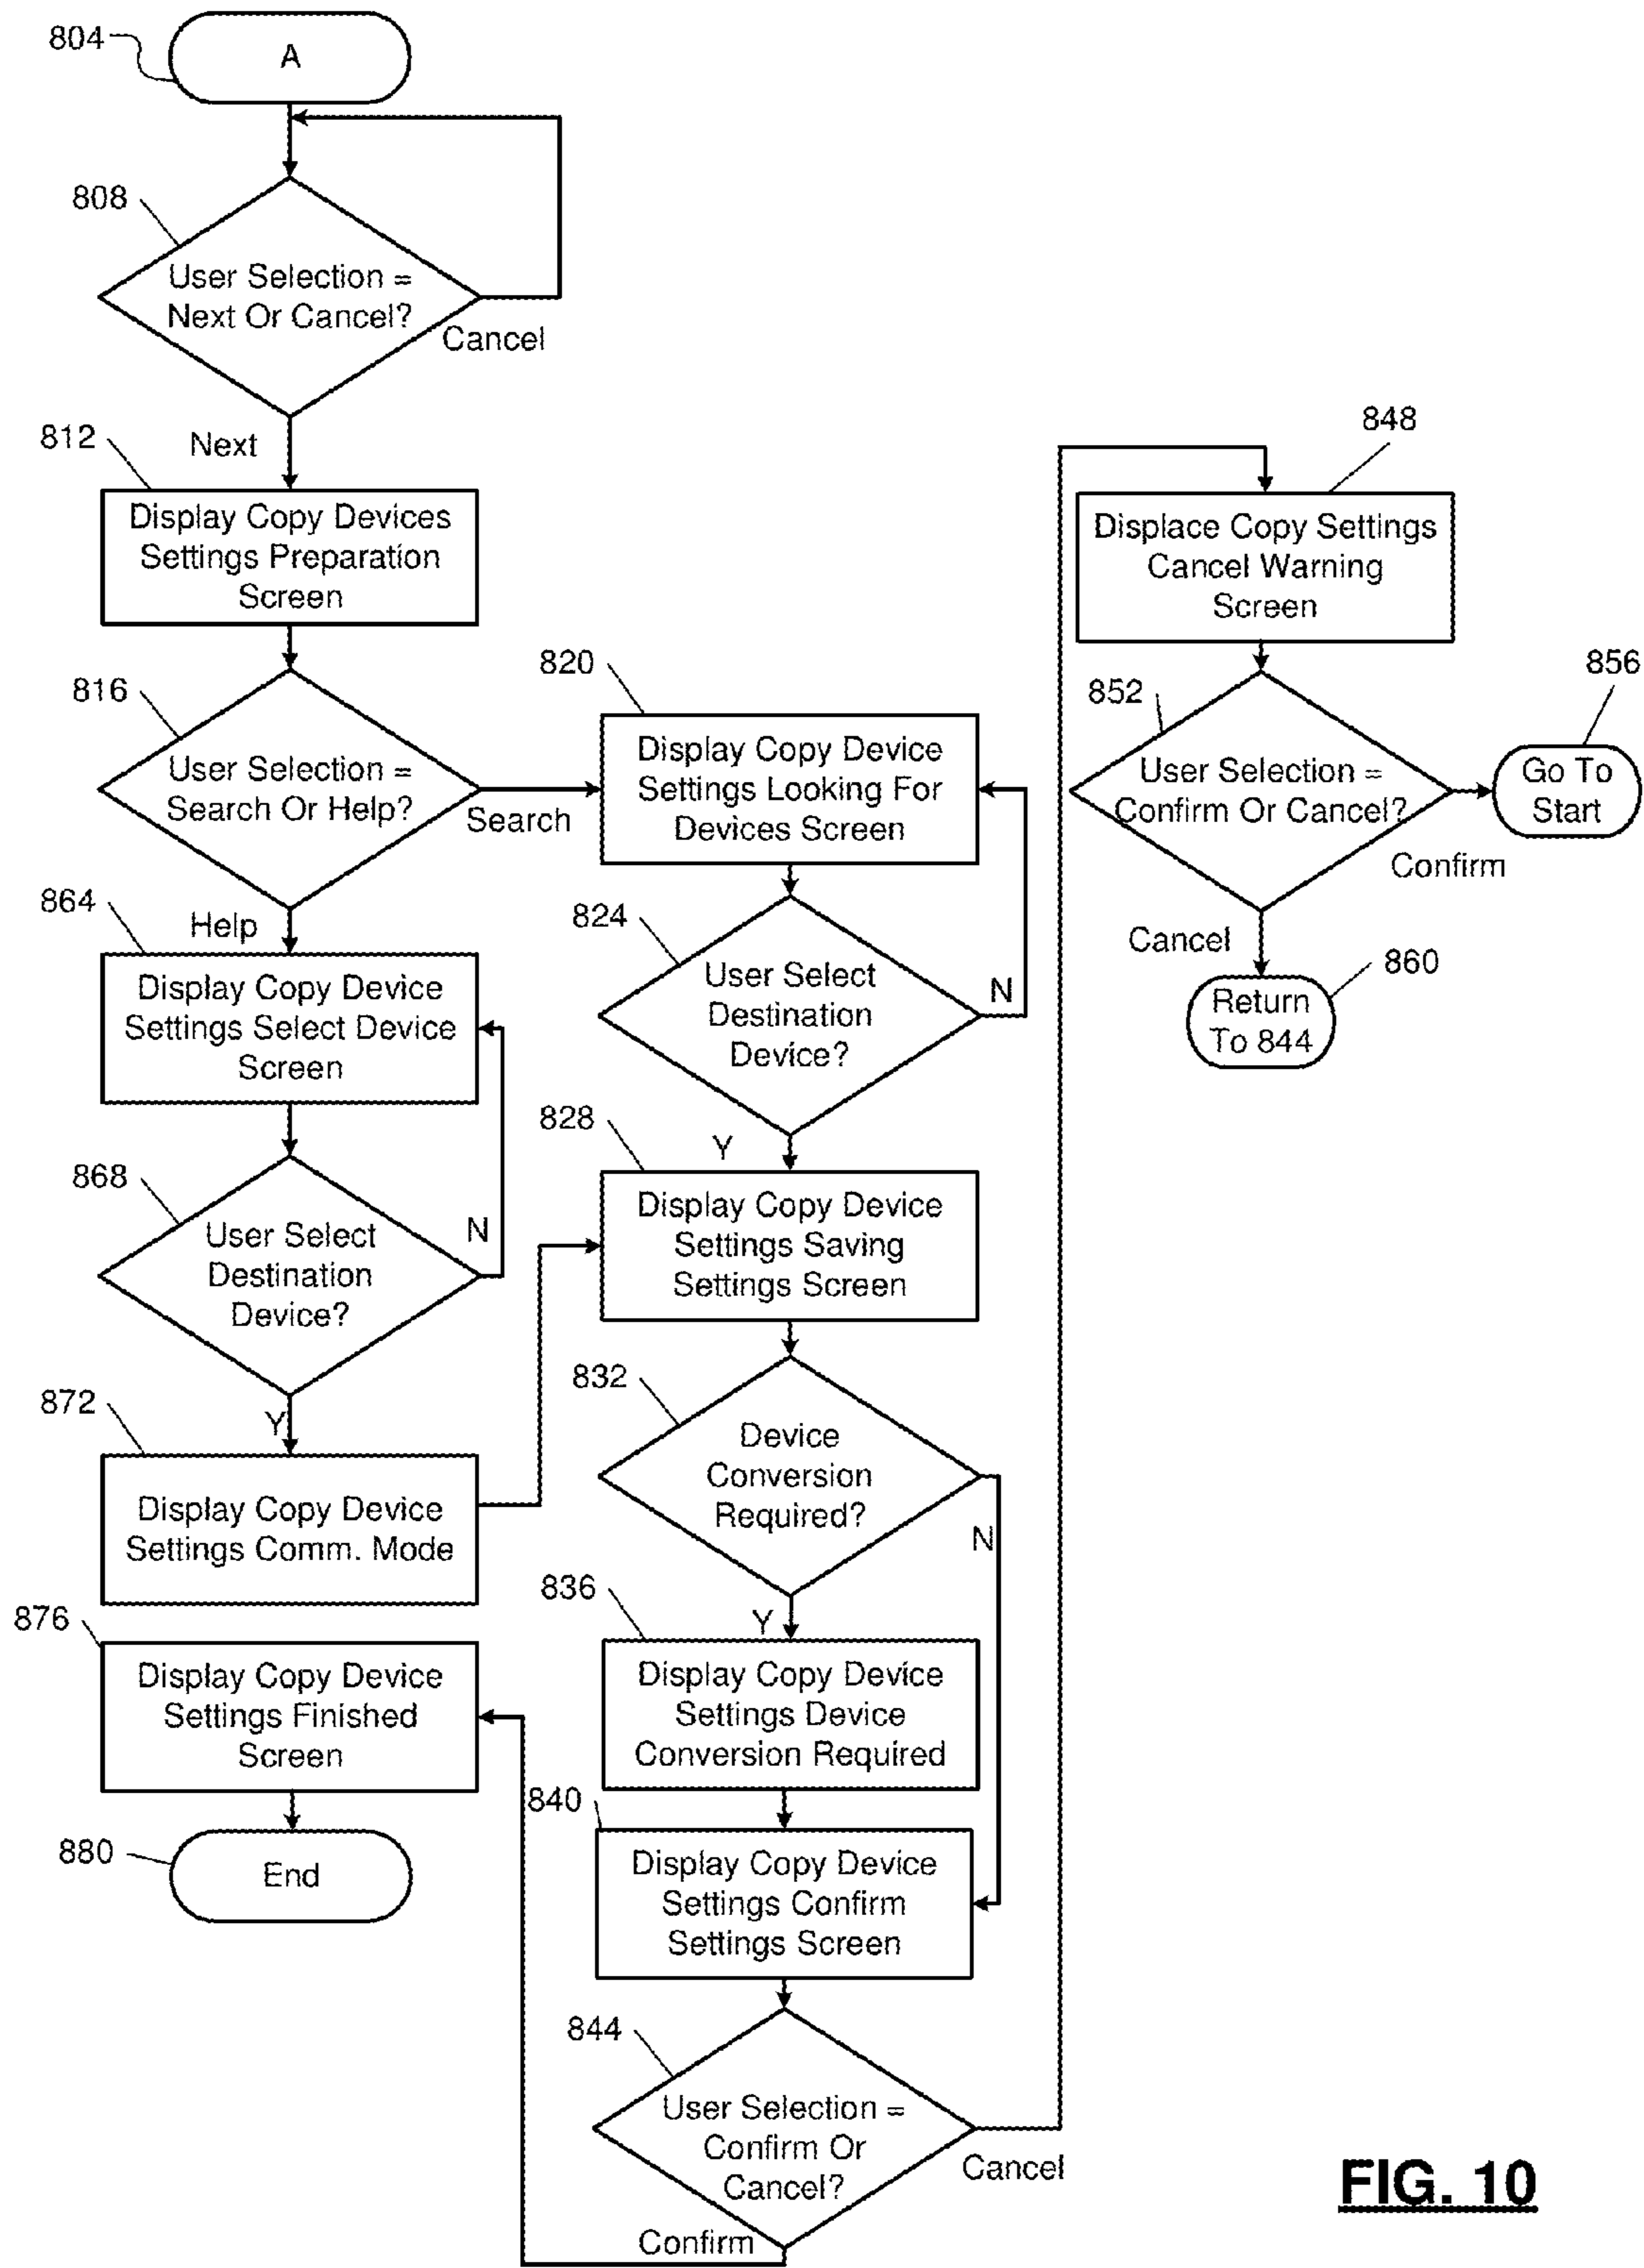 804
A
808
User Selection =
Next Or Cancel?
Cancel
Next
812
Display Copy Devices
Settings Preparation
Screen
816
User Selection =
Search Or Help?
Search
Help
820
Display Copy Device
Settings Looking For
Devices Screen
824
User Select
Destination
Device?
N
Y
864
Display Copy Device
Settings Select Device
Screen
868
User Select
Destination
Device?
N
Y
872
Display Copy Device
Settings Comm. Mode
828
Display Copy Device
Settings Saving
Settings Screen
832
Device
Conversion
Required?
N
Y
836
Display Copy Device
Settings Device
Conversion Required
840
Display Copy Device
Settings Confirm
Settings Screen
844
User Selection =
Confirm Or
Cancel?
Cancel
Confirm
876
Display Copy Device
Settings Finished
Screen
880
End
848
Displace Copy Settings
Cancel Warning
Screen
852
User Selection =
Confirm Or Cancel?
Confirm
Cancel
856
Go To
Start
860
Return
To 844
FIG. 10